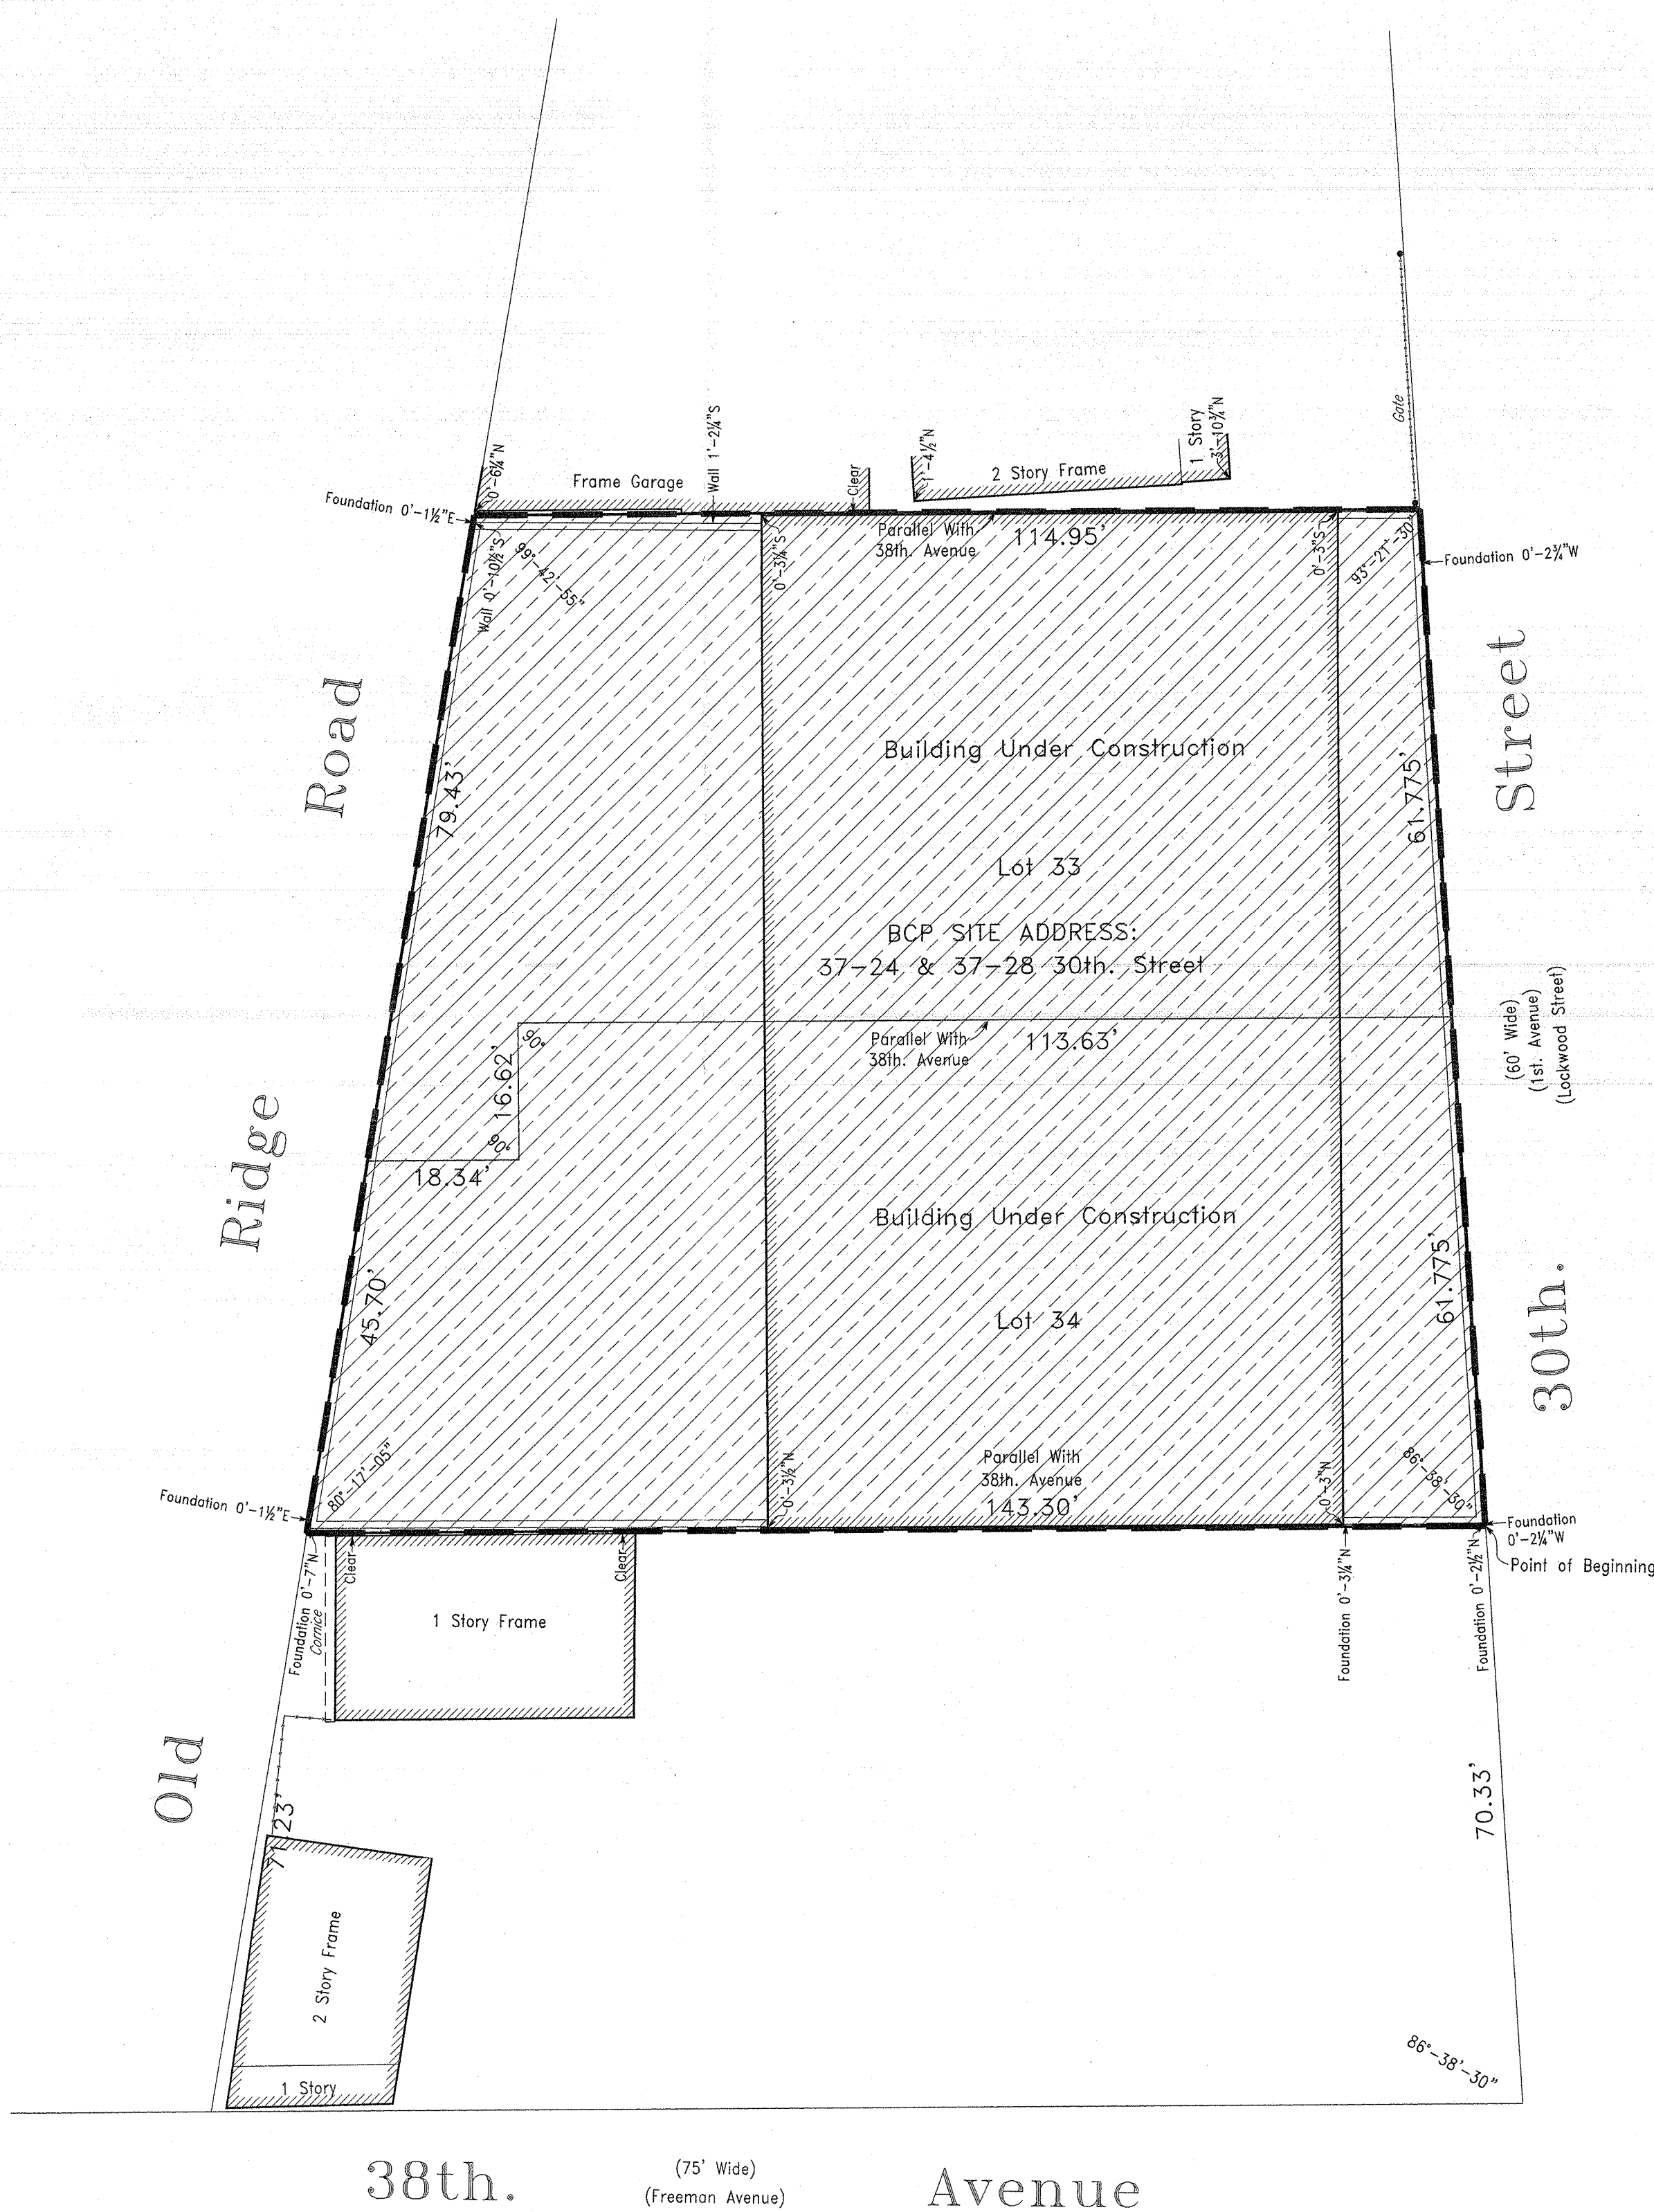 0'-6¼"N
Wall 1'-2¼"S
Clear
1'-4½"N
1 Story
3'-10¾"N
Gate
Frame Garage
2 Story Frame
Foundation 0'-1½"E
Parallel With
38th. Avenue
114.95'
Wall 0'-10½"S
99°-42'-55"
0'-3¼"S
0'-3"S
93°-21'-30"
Foundation 0'-2¾"W
Road
79.43'
Street
61.775'
Building Under Construction
Lot 33
BCP SITE ADDRESS:
37-24 & 37-28 30th. Street
90°
16.62'
Parallel With
38th. Avenue
113.63'
(60' Wide)
(1st. Avenue)
(Lockwood Street)
90°
18.34'
Ridge
Building Under Construction
45.70'
Lot 34
61.775'
30th.
80°-17'-05"
Foundation 0'-1½"E
0'-3½"N
Parallel With
38th. Avenue
143.30'
0'-3"N
86°-38'-30"
Foundation
0'-2¼"W
Point of Beginning
Foundation 0'-7"N
Cornice
Clear
Clear
1 Story Frame
Foundation 0'-3¼"N
Foundation 0'-2½"N
Old
23'
70.33'
2 Story Frame
1 Story
86°-38'-30"
38th.
(75' Wide)
(Freeman Avenue)
Avenue